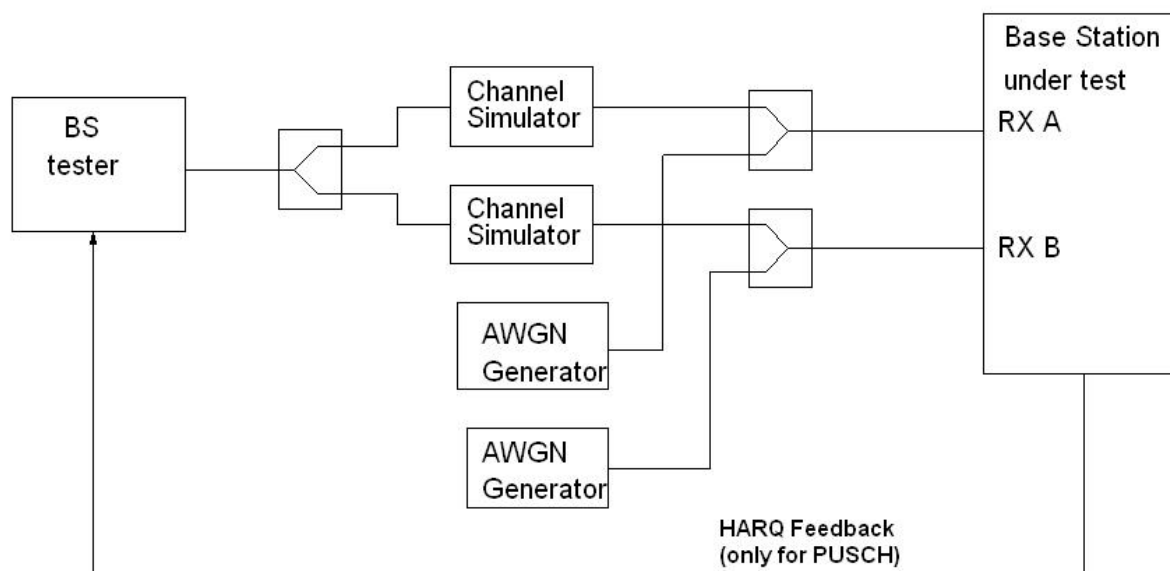 BS
tester
Channel
Simulator
Channel
Simulator
AWGN
Generator
AWGN
Generator
Base Station
under test
RX A
RX B
HARQ Feedback
(only for PUSCH)